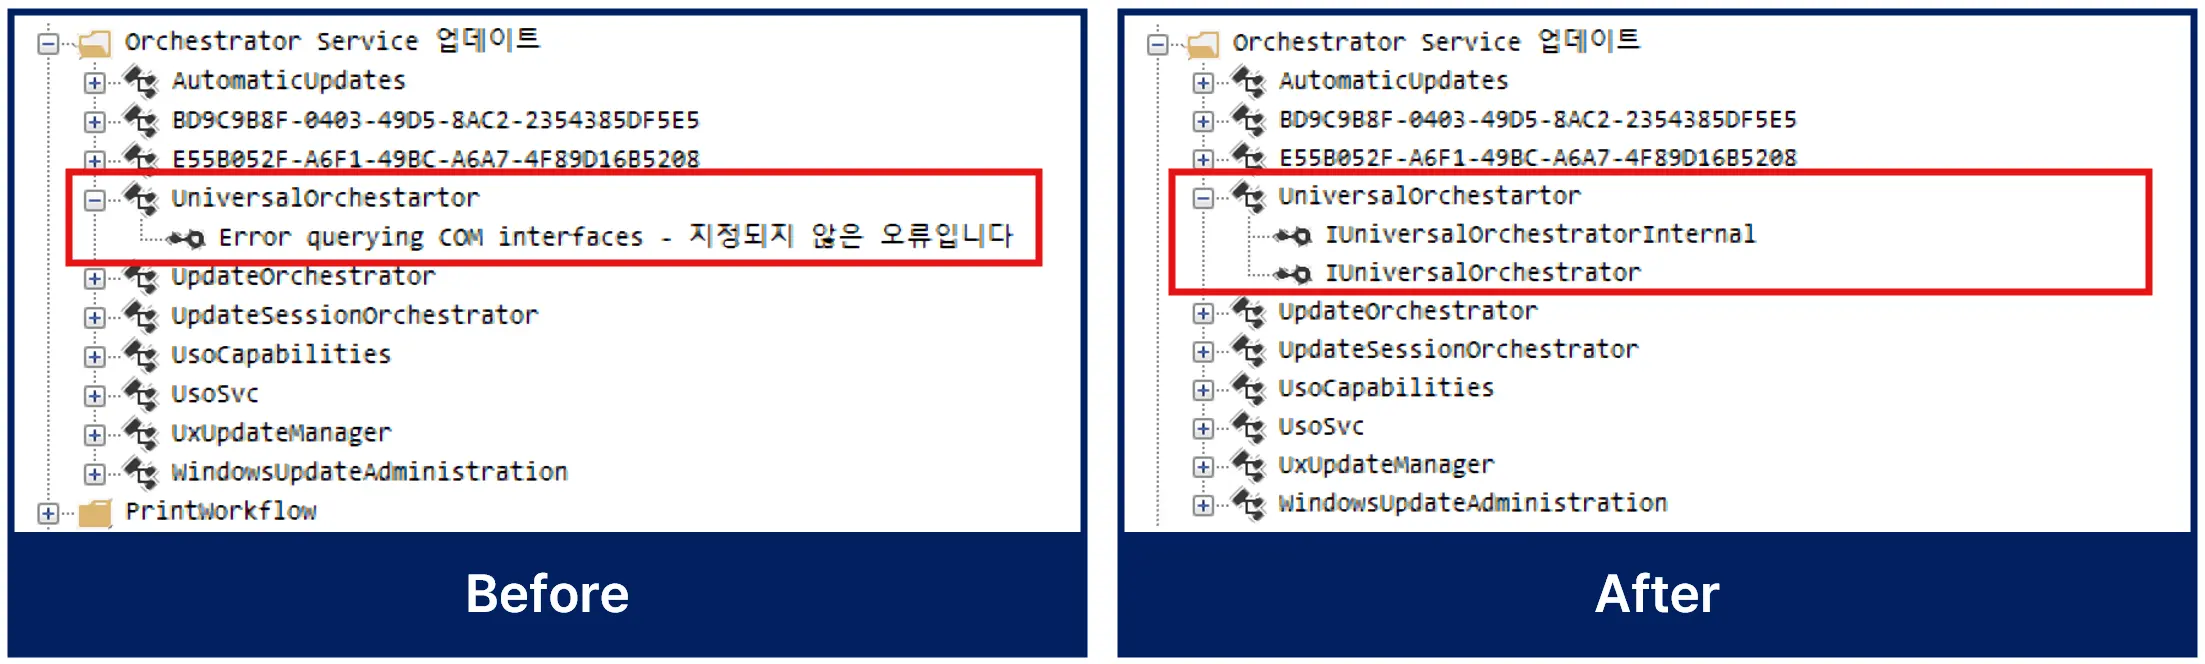 Orchestrator Service 업데이트
AutomaticUpdates
BD9C9B8F-0403-49D5-8AC2-2354385DF5E5
E55B052F-A6F1-49BC-A6A7-4F89D16B5208
UniversalOrchestartor
Error querying COM interfaces - 지정되지 않은 오류입니다
UpdateOrchestrator
UpdateSessionOrchestrator
UsoCapabilities
UsoSvc
UxUpdateManager
WindowsUpdateAdministration
PrintWorkflow
Before
Orchestrator Service 업데이트
AutomaticUpdates
BD9C9B8F-0403-49D5-8AC2-2354385DF5E5
E55B052F-A6F1-49BC-A6A7-4F89D16B5208
UniversalOrchestartor
IUniversalOrchestratorInternal
IUniversalOrchestrator
UpdateOrchestrator
UpdateSessionOrchestrator
UsoCapabilities
UsoSvc
UxUpdateManager
WindowsUpdateAdministration
After